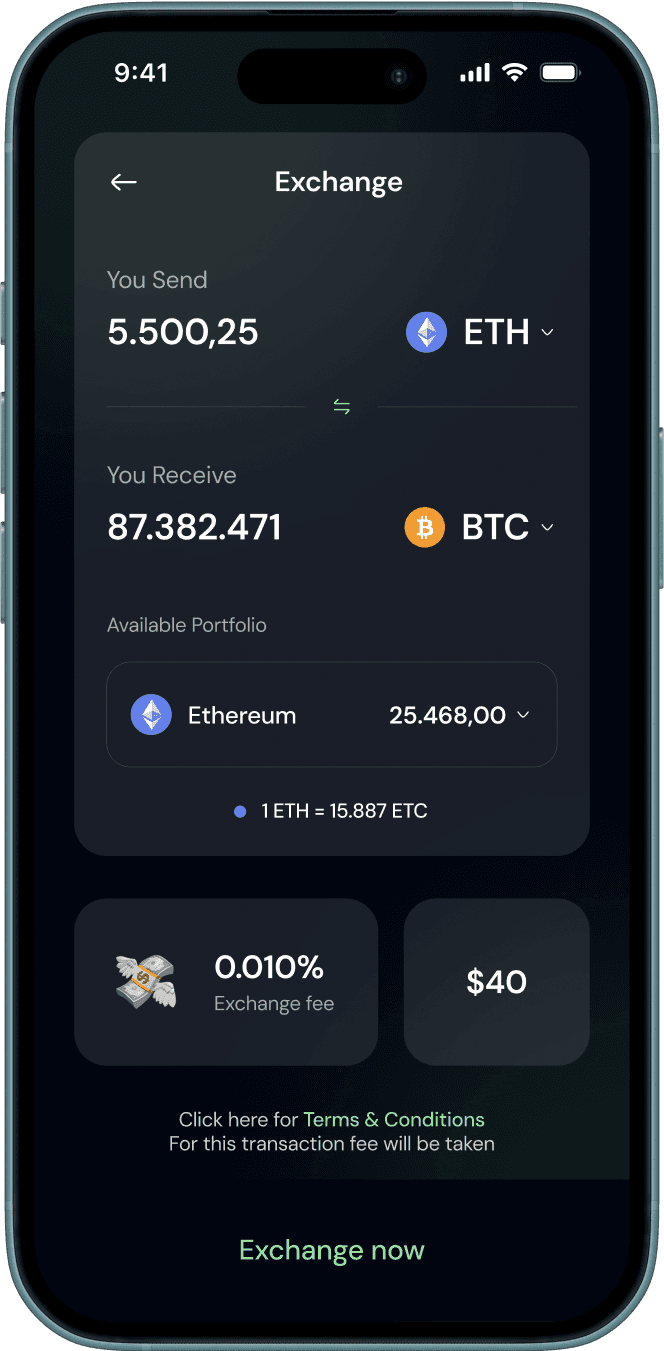 9:41
Exchange
You Send
5.500,25
ETH
You Receive
87.382.471
BTC
Available Portfolio
Ethereum
25.468,00
1 ETH = 15.887 ETC
0.010%
Exchange fee
$40
Click here for Terms & Conditions
For this transaction fee will be taken
Exchange now